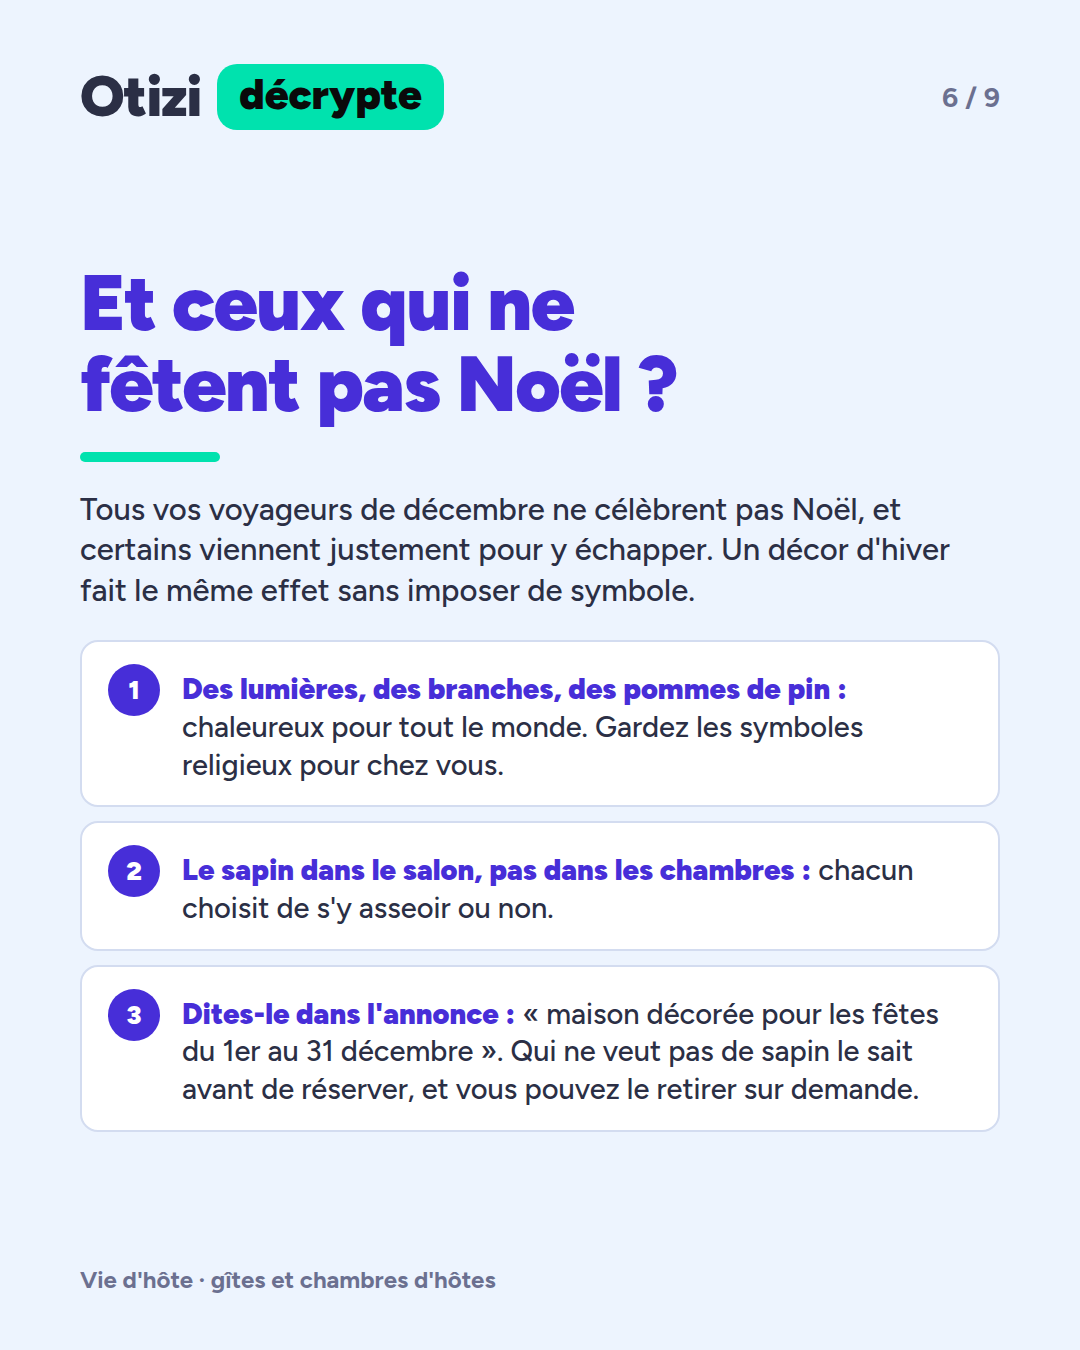 Otizi décrypte
6 / 9
Et ceux qui ne
fêtent pas Noël ?
Tous vos voyageurs de décembre ne célèbrent pas Noël, et
certains viennent justement pour y échapper. Un décor d'hiver
fait le même effet sans imposer de symbole.
1 Des lumières, des branches, des pommes de pin :
chaleureux pour tout le monde. Gardez les symboles
religieux pour chez vous.
2 Le sapin dans le salon, pas dans les chambres : chacun
choisit de s'y asseoir ou non.
3 Dites-le dans l'annonce : « maison décorée pour les fêtes
du 1er au 31 décembre ». Qui ne veut pas de sapin le sait
avant de réserver, et vous pouvez le retirer sur demande.
Vie d'hôte · gîtes et chambres d'hôtes